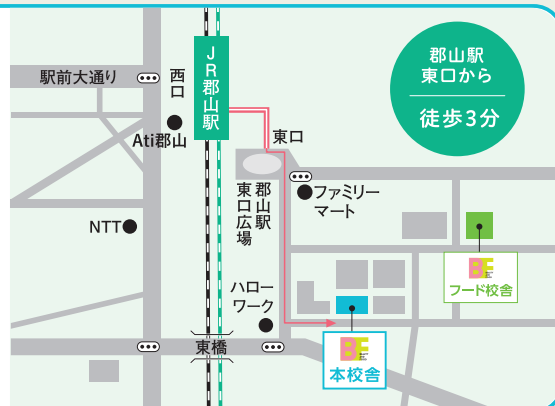 郡山駅
東口から
徒歩3分
JR郡山駅
駅前大通り
西口
Ati郡山
東口
郡山駅
東口広場
ファミリー
マート
NTT
ハロー
ワーク
東橋
BF
フード校舎
BF
本校舎